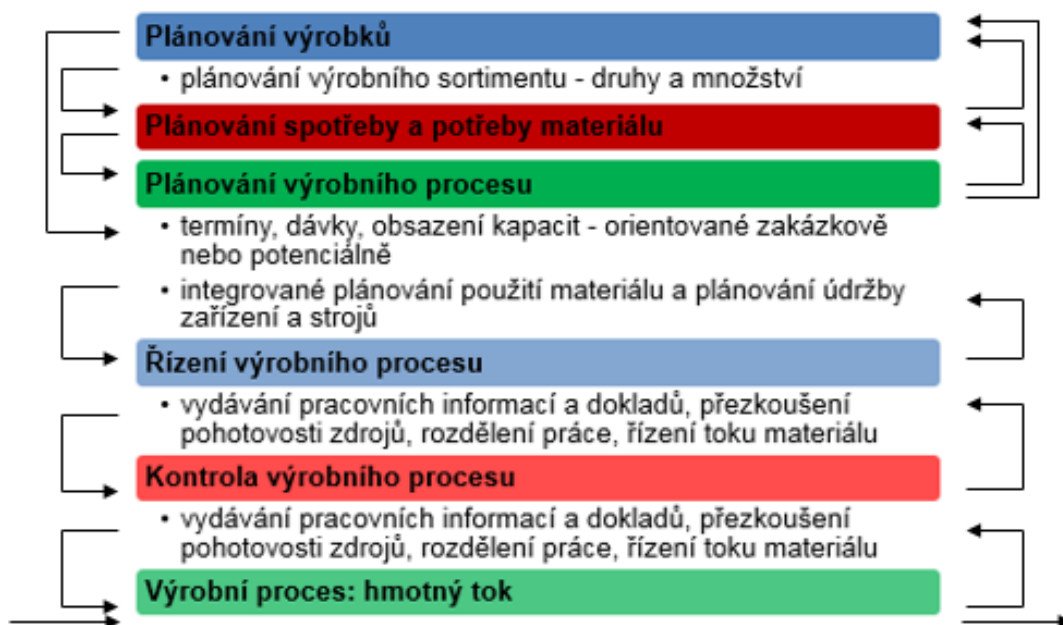 Plánování výrobků
• plánování výrobního sortimentu - druhy a množství
Plánování spotřeby a potřeby materiálu
Plánování výrobního procesu
• termíny, dávky, obsazení kapacit - orientované zakázkově
nebo potenciálně
• integrované plánování použití materiálu a plánování údržby
zařízení a strojů
Řízení výrobního procesu
• vydávání pracovních informací a dokladů, přezkoušení
pohotovosti zdrojů, rozdělení práce, řízení toku materiálu
Kontrola výrobního procesu
• vydávání pracovních informací a dokladů, přezkoušení
pohotovosti zdrojů, rozdělení práce, řízení toku materiálu
Výrobní proces: hmotný tok